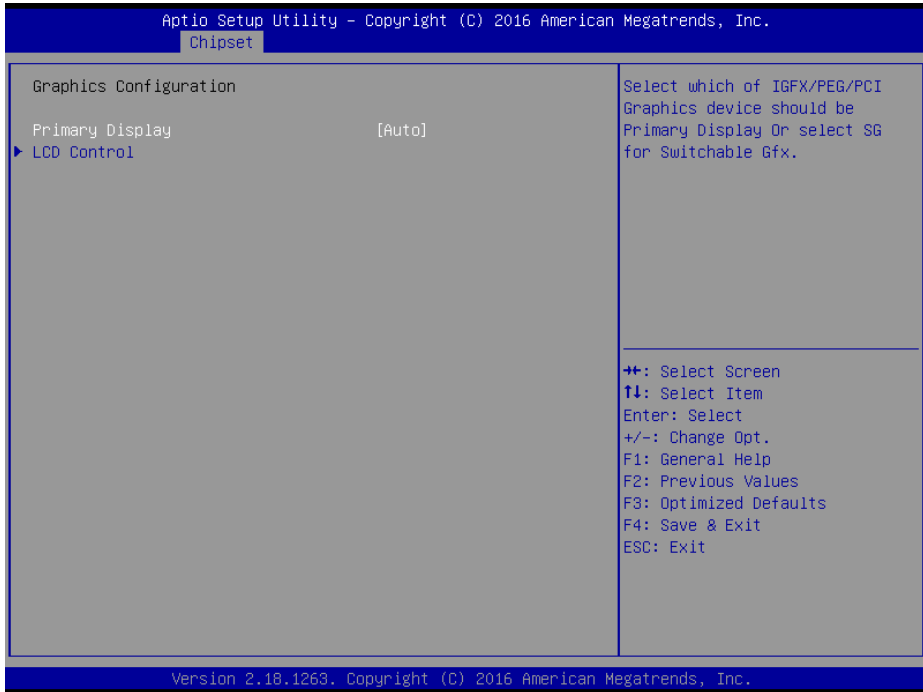 Aptio Setup Utility – Copyright (C) 2016 American Megatrends, Inc.
Chipset
Graphics Configuration
Primary Display [Auto]
LCD Control
Select which of IGFX/PEG/PCI
Graphics device should be
Primary Display Or select SG
for Switchable Gfx.
→←: Select Screen
↑↓: Select Item
Enter: Select
+/-: Change Opt.
F1: General Help
F2: Previous Values
F3: Optimized Defaults
F4: Save & Exit
ESC: Exit
Version 2.18.1263. Copyright (C) 2016 American Megatrends, Inc.